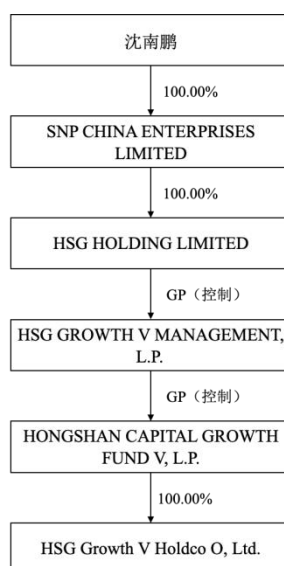 沈南鹏
100.00%
SNP CHINA ENTERPRISES
LIMITED
100.00%
HSG HOLDING LIMITED
GP（控制）
HSG GROWTH V MANAGEMENT,
L.P.
GP（控制）
HONGSHAN CAPITAL GROWTH
FUND V, L.P.
100.00%
HSG Growth V Holdco O, Ltd.